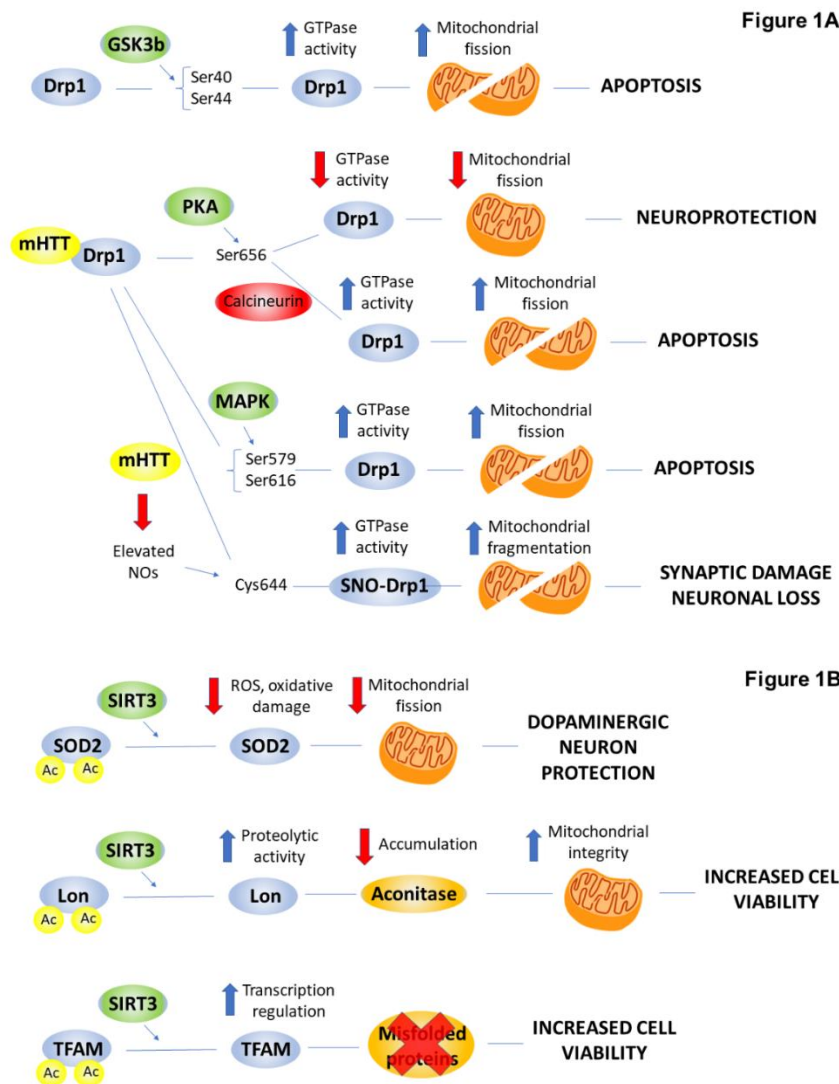 Figure 1A
GSK3b
Drp1
Ser40
Ser44
GTPase
activity
Drp1
Mitochondrial
fission
APOPTOSIS
mHTT
Drp1
PKA
Ser656
Calcineurin
GTPase
activity
Drp1
Mitochondrial
fission
NEUROPROTECTION
GTPase
activity
Drp1
Mitochondrial
fission
APOPTOSIS
MAPK
Ser579
Ser616
GTPase
activity
Drp1
Mitochondrial
fission
APOPTOSIS
mHTT
Elevated
NOs
Cys644
GTPase
activity
SNO-Drp1
Mitochondrial
fragmentation
SYNAPTIC DAMAGE
NEURONAL LOSS
Figure 1B
SIRT3
SOD2
Ac Ac
ROS, oxidative
damage
SOD2
Mitochondrial
fission
DOPAMINERGIC
NEURON
PROTECTION
SIRT3
Lon
Ac Ac
Proteolytic
activity
Lon
Accumulation
Aconitase
Mitochondrial
integrity
INCREASED CELL
VIABILITY
SIRT3
TFAM
Ac Ac
Transcription
regulation
TFAM
Misfolded
proteins
INCREASED CELL
VIABILITY